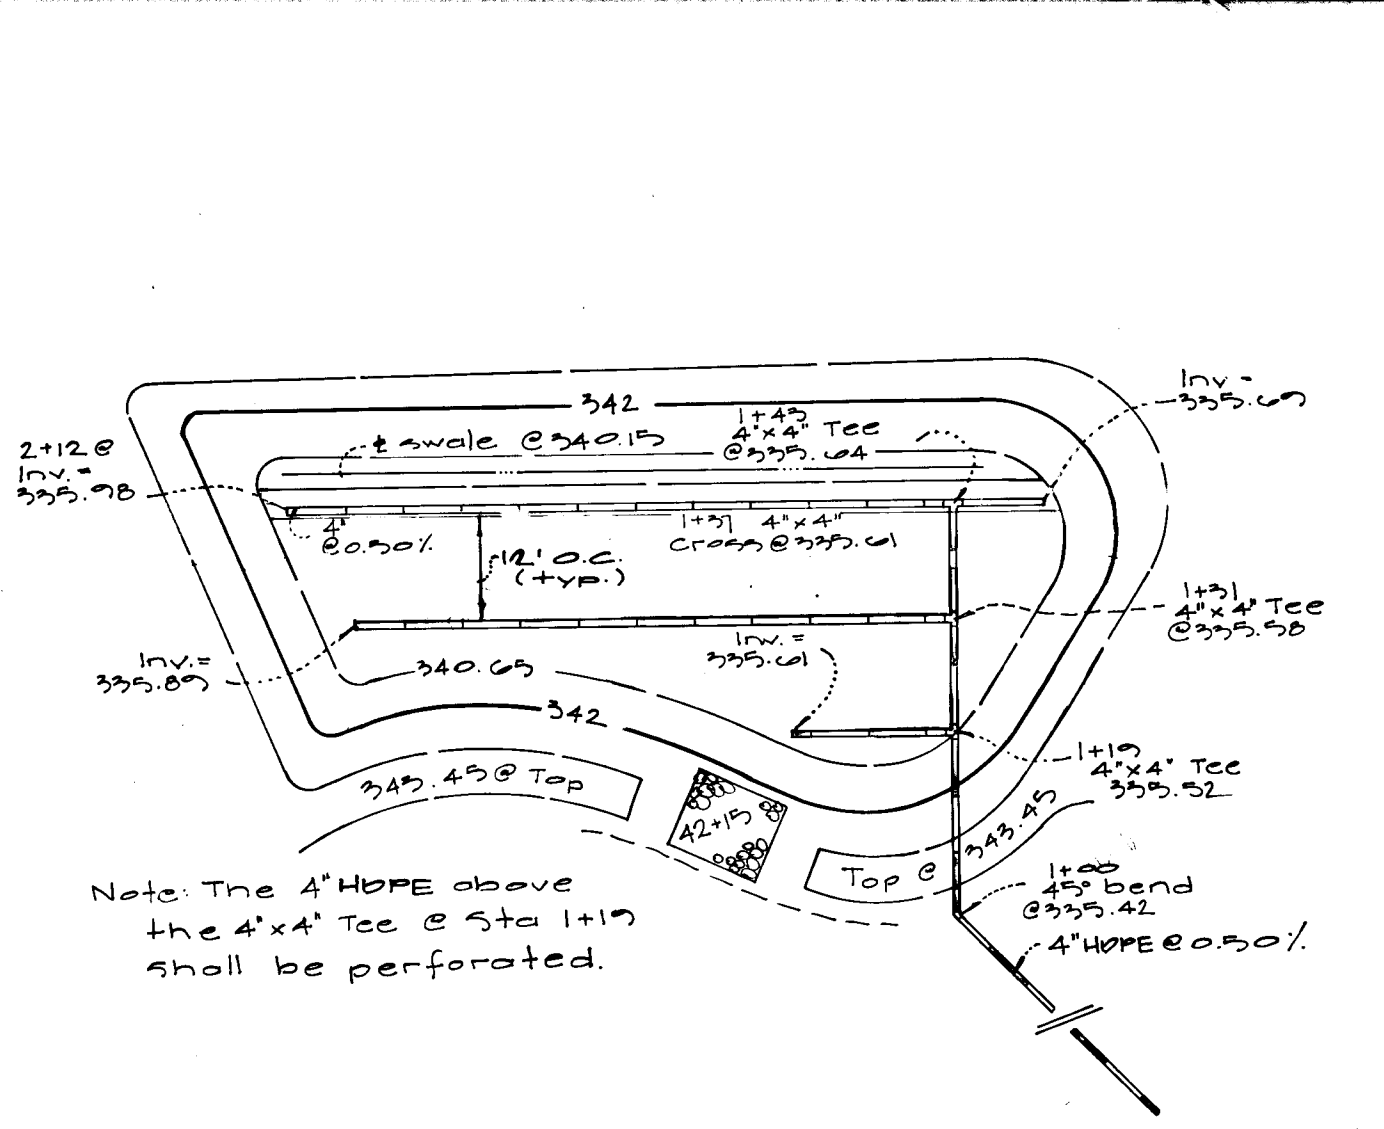 342
1+43
4"x4" Tee
@335.64
℄ swale @340.15
Inv =
335.69
2+12 @
Inv. =
335.98
4"
@0.50%
1+37 4"x4"
Cross @335.61
12' O.C.
(typ.)
1+31
4"x4" Tee
@335.58
Inv. =
335.61
Inv. =
335.89
340.65
342
343.45 @ Top
42+15
1+19
4"x4" Tee
335.52
Top @ 343.45
1+00
45° bend
@335.42
4" HDPE @ 0.50%
Note: The 4" HDPE above
the 4"x4" Tee @ Sta 1+19
shall be perforated.